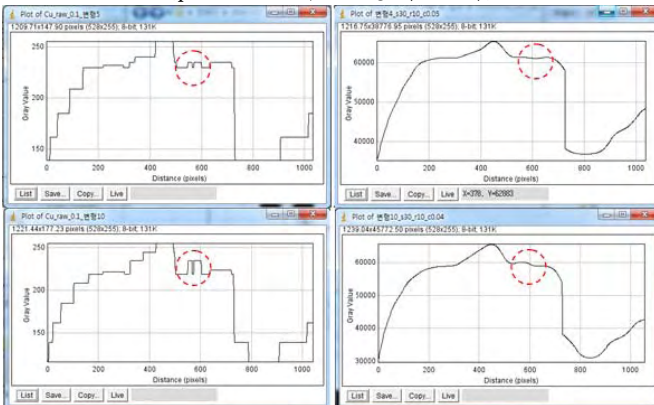 Plot of Cu_raw_0.1_변형5
1209.71x147.90 pixels (528x255); 8-bit; 131K
250
200
150
Gray Value
0
200
400
600
800
1000
Distance (pixels)
List
Save...
Copy...
Live
Plot of 변형4_s30_r10_c0.05
1216.75x38776.95 pixels (528x255); 8-bit; 131K
60000
50000
40000
Gray Value
0
200
400
600
800
1000
Distance (pixels)
List
Save...
Copy...
Live
X=378, Y=62883
Plot of Cu_raw_0.1_변형10
1221.44x177.23 pixels (528x255); 8-bit; 131K
250
200
150
Gray Value
0
200
400
600
800
1000
Distance (pixels)
List
Save...
Copy...
Live
Plot of 변형10_s30_r10_c0.04
1239.04x45772.50 pixels (528x255); 8-bit; 131K
60000
50000
40000
30000
Gray Value
0
200
400
600
800
1000
Distance (pixels)
List
Save...
Copy...
Live